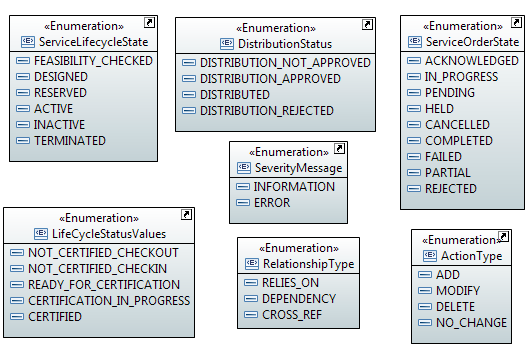 «Enumeration»
ServiceLifecycleState
FEASIBILITY_CHECKED
DESIGNED
RESERVED
ACTIVE
INACTIVE
TERMINATED
«Enumeration»
DistributionStatus
DISTRIBUTION_NOT_APPROVED
DISTRIBUTION_APPROVED
DISTRIBUTED
DISTRIBUTION_REJECTED
«Enumeration»
ServiceOrderState
ACKNOWLEDGED
IN_PROGRESS
PENDING
HELD
CANCELLED
COMPLETED
FAILED
PARTIAL
REJECTED
«Enumeration»
SeverityMessage
INFORMATION
ERROR
«Enumeration»
LifeCycleStatusValues
NOT_CERTIFIED_CHECKOUT
NOT_CERTIFIED_CHECKIN
READY_FOR_CERTIFICATION
CERTIFICATION_IN_PROGRESS
CERTIFIED
«Enumeration»
RelationshipType
RELIES_ON
DEPENDENCY
CROSS_REF
«Enumeration»
ActionType
ADD
MODIFY
DELETE
NO_CHANGE